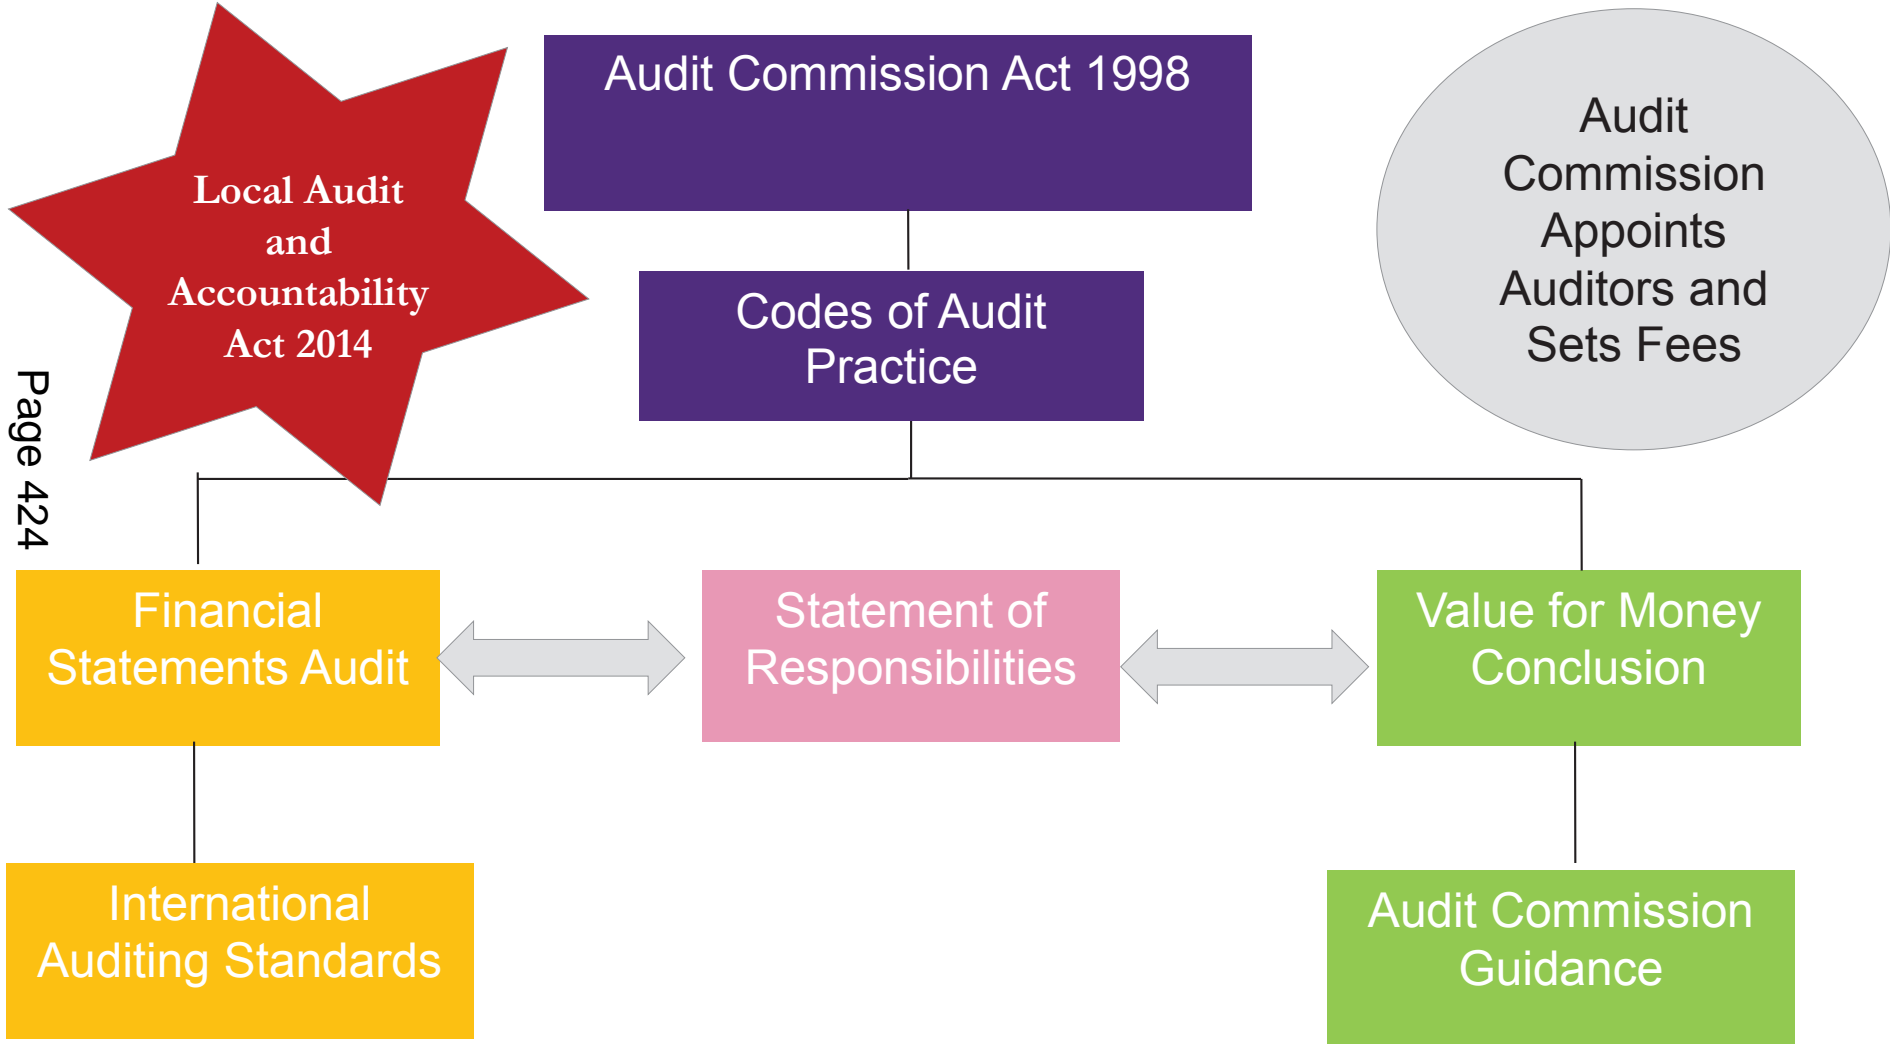 Audit Commission Act 1998
Local Audit
and
Accountability
Act 2014
Audit
Commission
Appoints
Auditors and
Sets Fees
Codes of Audit
Practice
Page 424
Financial
Statements Audit
Statement of
Responsibilities
Value for Money
Conclusion
International
Auditing Standards
Audit Commission
Guidance